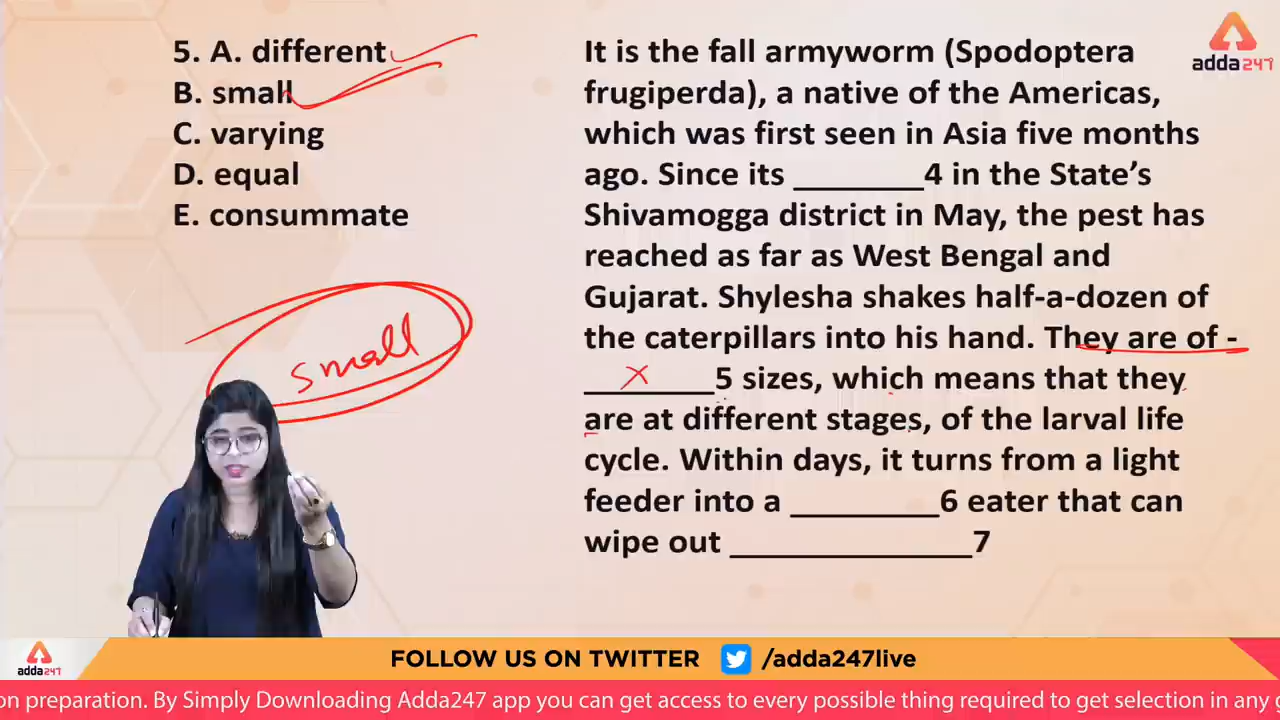 5. A. different
B. small
C. varying
D. equal
E. consummate
small
It is the fall armyworm (Spodoptera
frugiperda), a native of the Americas,
which was first seen in Asia five months
ago. Since its _______4 in the State’s
Shivamogga district in May, the pest has
reached as far as West Bengal and
Gujarat. Shylesha shakes half-a-dozen of
the caterpillars into his hand. They are of -
_______5 sizes, which means that they
are at different stages, of the larval life
cycle. Within days, it turns from a light
feeder into a ________6 eater that can
wipe out _____________7
adda247
adda247
FOLLOW US ON TWITTER /adda247live
on preparation. By Simply Downloading Adda247 app you can get access to every possible thing required to get selection in any g